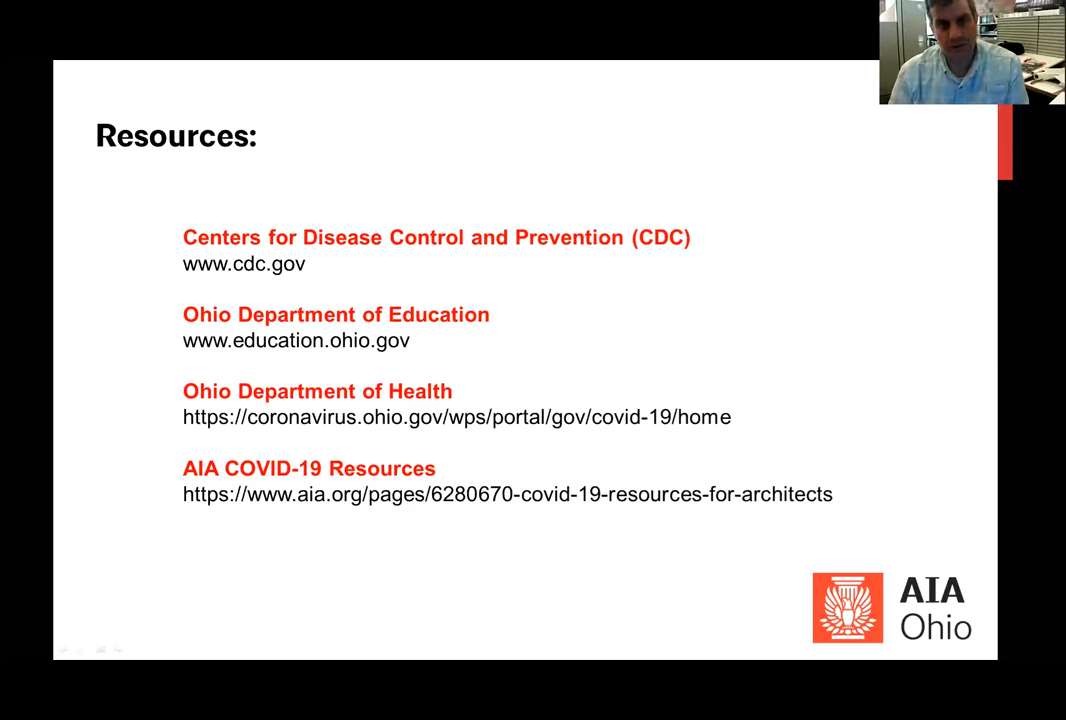 Resources:
Centers for Disease Control and Prevention (CDC)
www.cdc.gov
Ohio Department of Education
www.education.ohio.gov
Ohio Department of Health
https://coronavirus.ohio.gov/wps/portal/gov/covid-19/home
AIA COVID-19 Resources
https://www.aia.org/pages/6280670-covid-19-resources-for-architects
AIA
Ohio